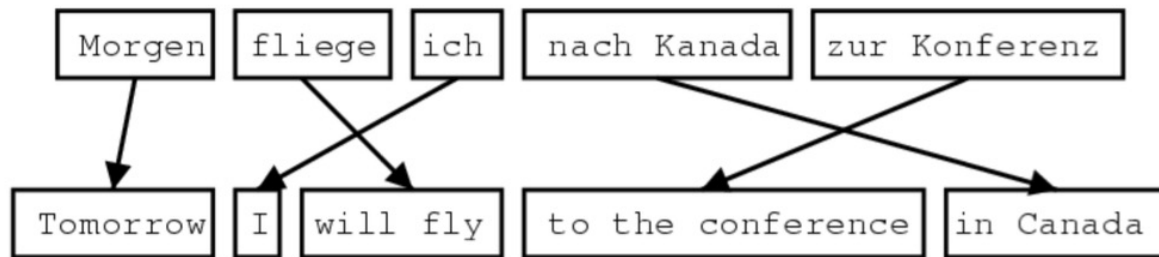 Morgen fliege ich nach Kanada zur Konferenz
Tomorrow I will fly to the conference in Canada